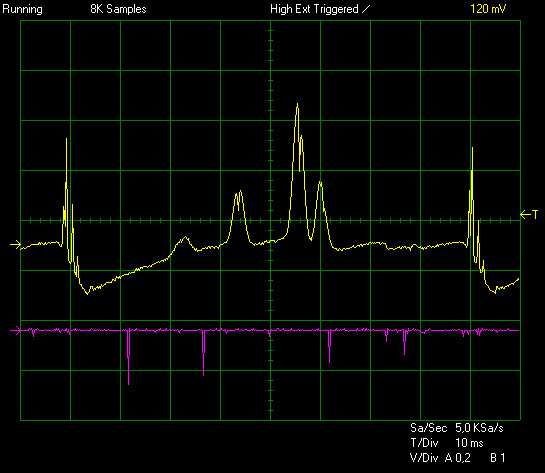 Running 8K Samples High Ext Triggered 120 mV
T
Sa/Sec 5,0 KSa/s
T/Div 10 ms
V/Div A 0,2 B 1